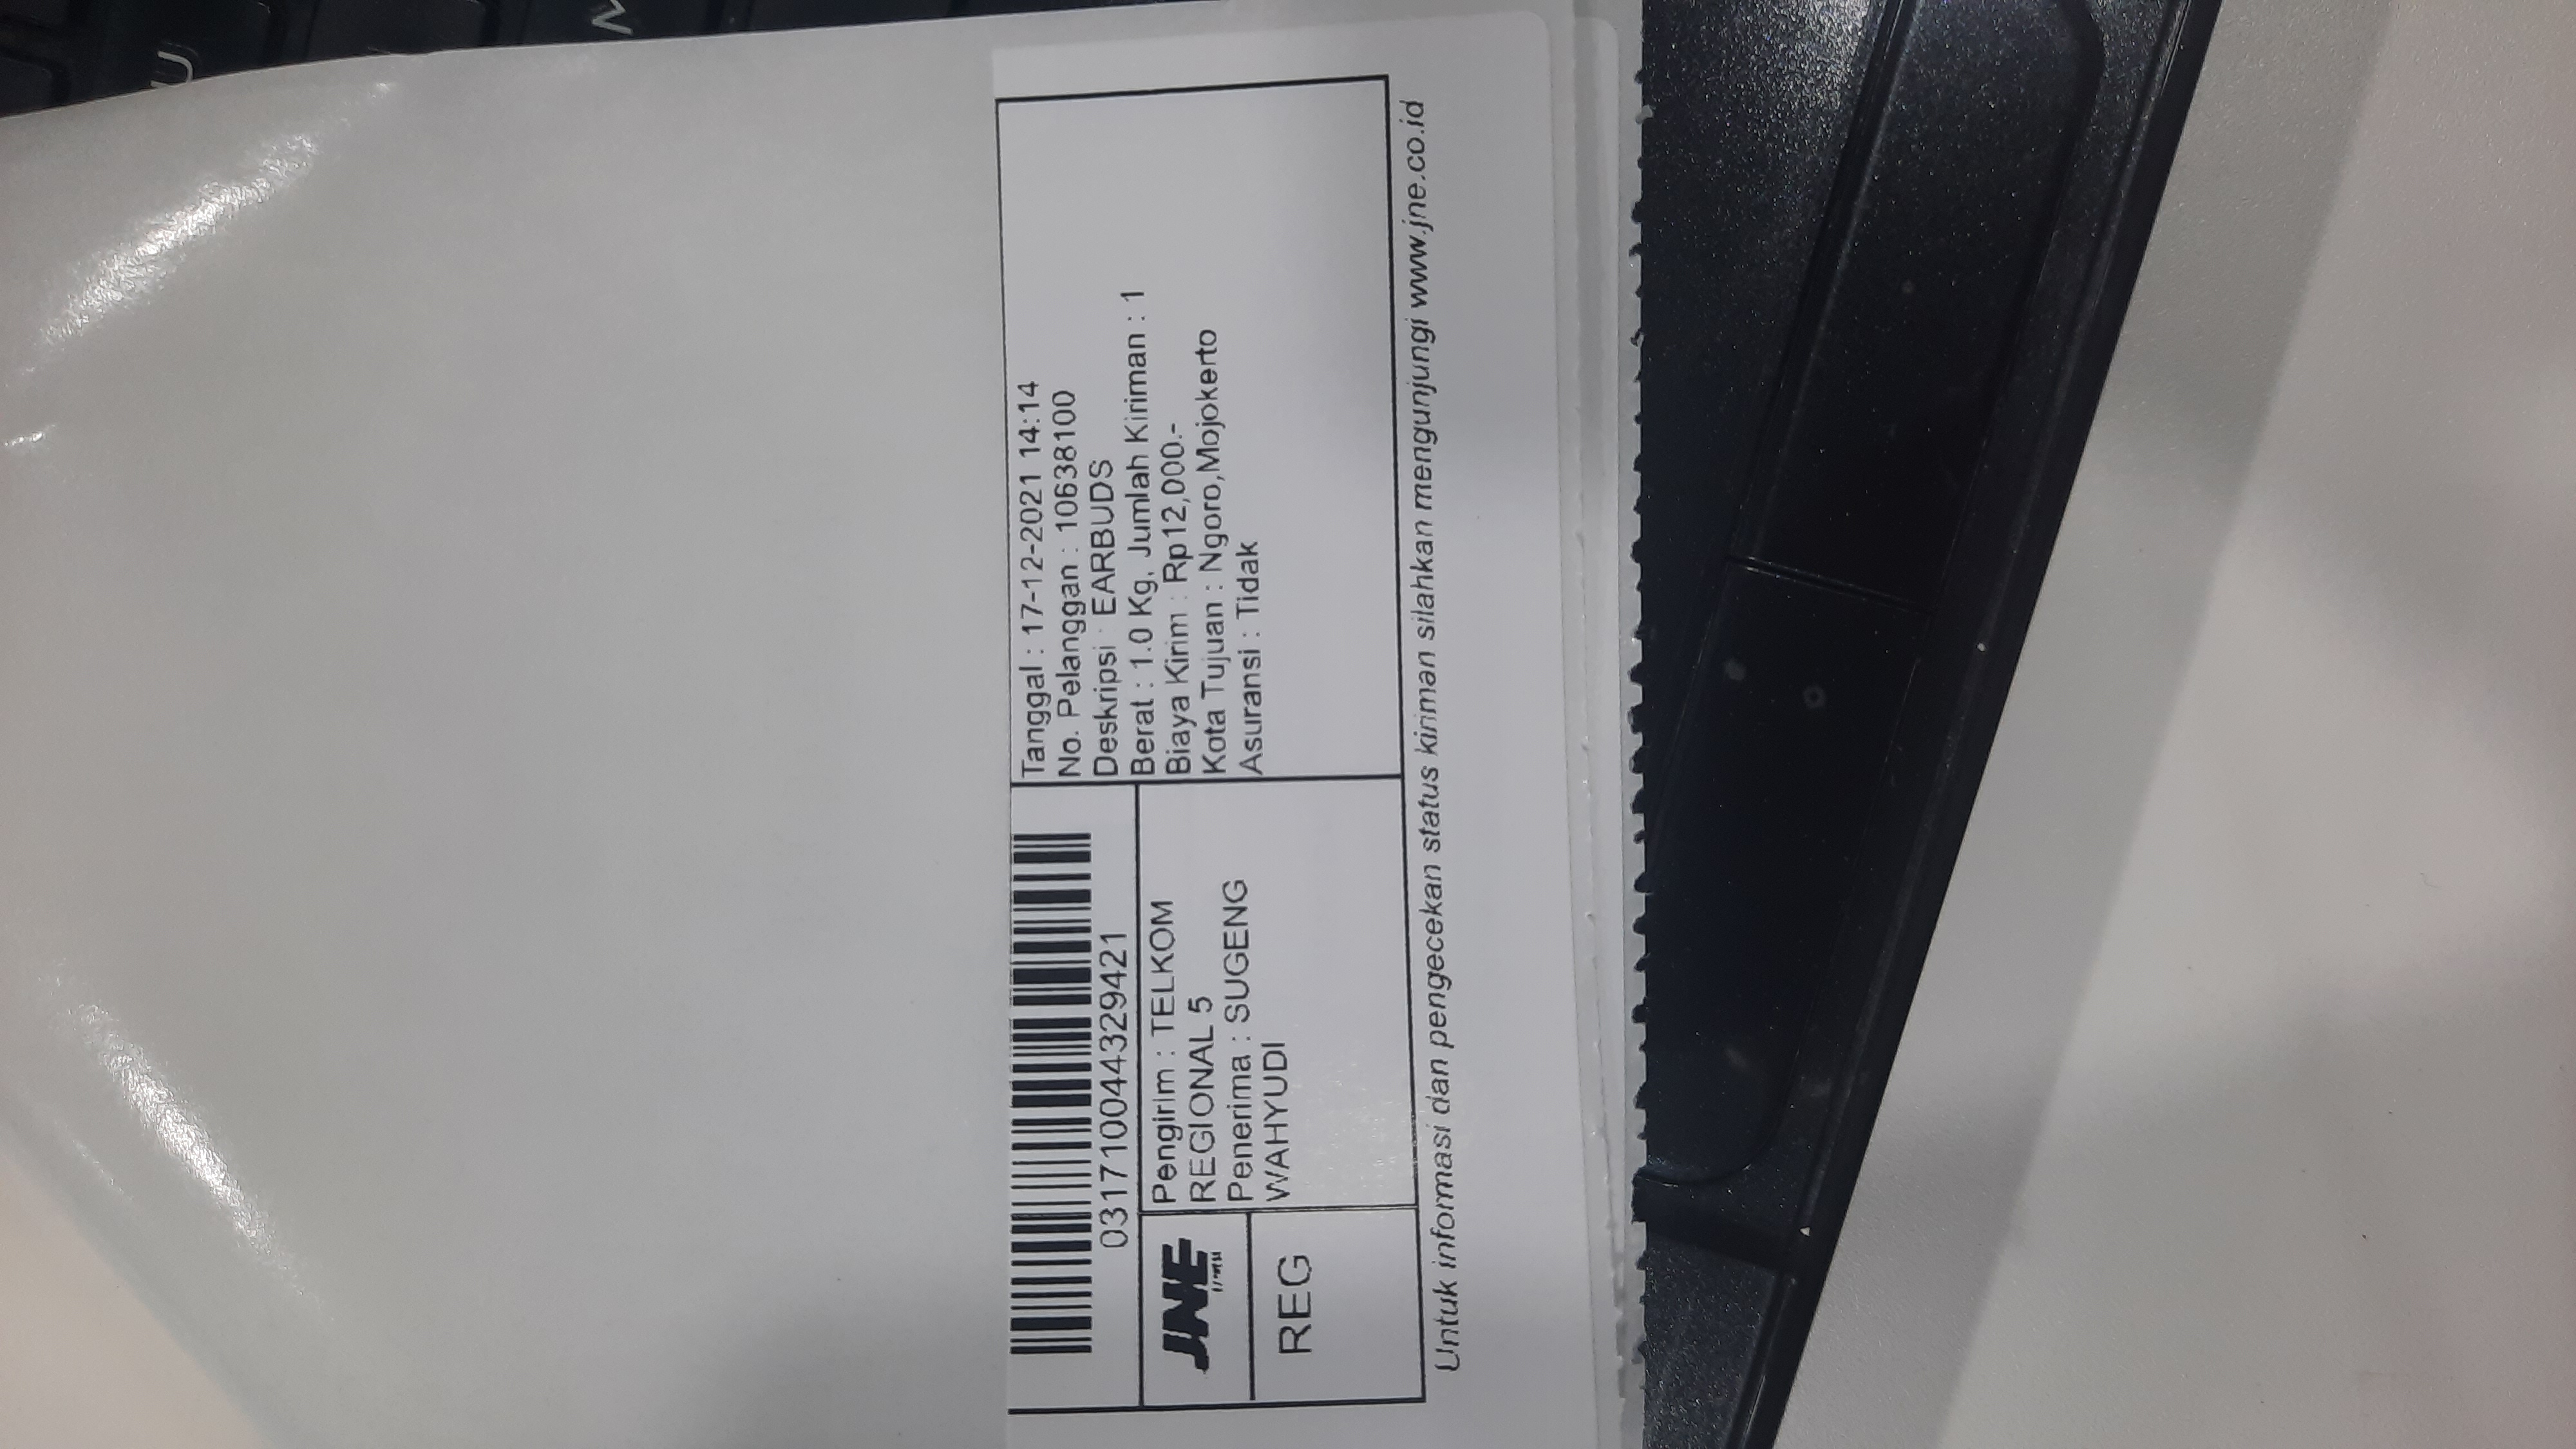 U
M
031710044329421
JNE
REG
Pengirim : TELKOM
REGIONAL 5
Penerima : SUGENG
WAHYUDI
Tanggal : 17-12-2021 14:14
No. Pelanggan : 10638100
Deskripsi : EARBUDS
Berat : 1.0 Kg, Jumlah Kiriman : 1
Biaya Kirim : Rp12,000.-
Kota Tujuan : Ngoro,Mojokerto
Asuransi : Tidak
Untuk informasi dan pengecekan status kiriman silahkan mengunjungi www.jne.co.id